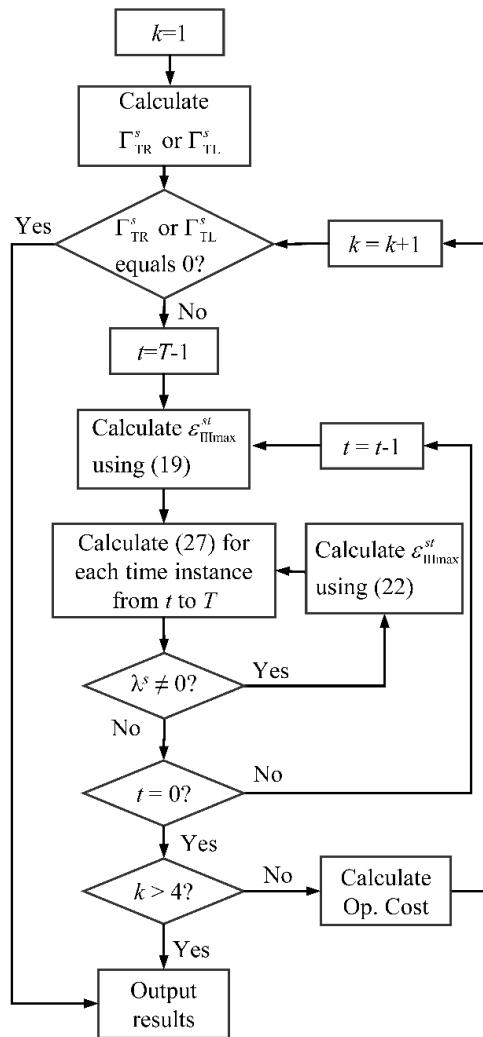 k=1
Calculate
Γ^s_TR or Γ^s_TL
Yes
Γ^s_TR or Γ^s_TL
equals 0?
k = k+1
No
t=T-1
Calculate ε^st_IIImax
using (19)
t = t-1
Calculate (27) for
each time instance
from t to T
Calculate ε^st_IIImax
using (22)
λ^s ≠ 0?
Yes
No
t = 0?
No
Yes
k > 4?
No
Calculate
Op. Cost
Yes
Output
results